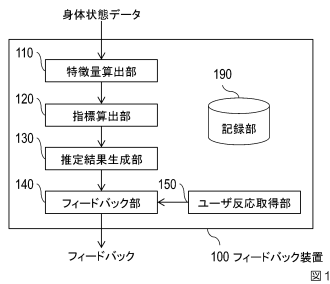 身体状態データ
110
特徴量算出部
120
指標算出部
130
推定結果生成部
140
フィードバック部
150
ユーザ反応取得部
190
記録部
フィードバック
100 フィードバック装置
図1